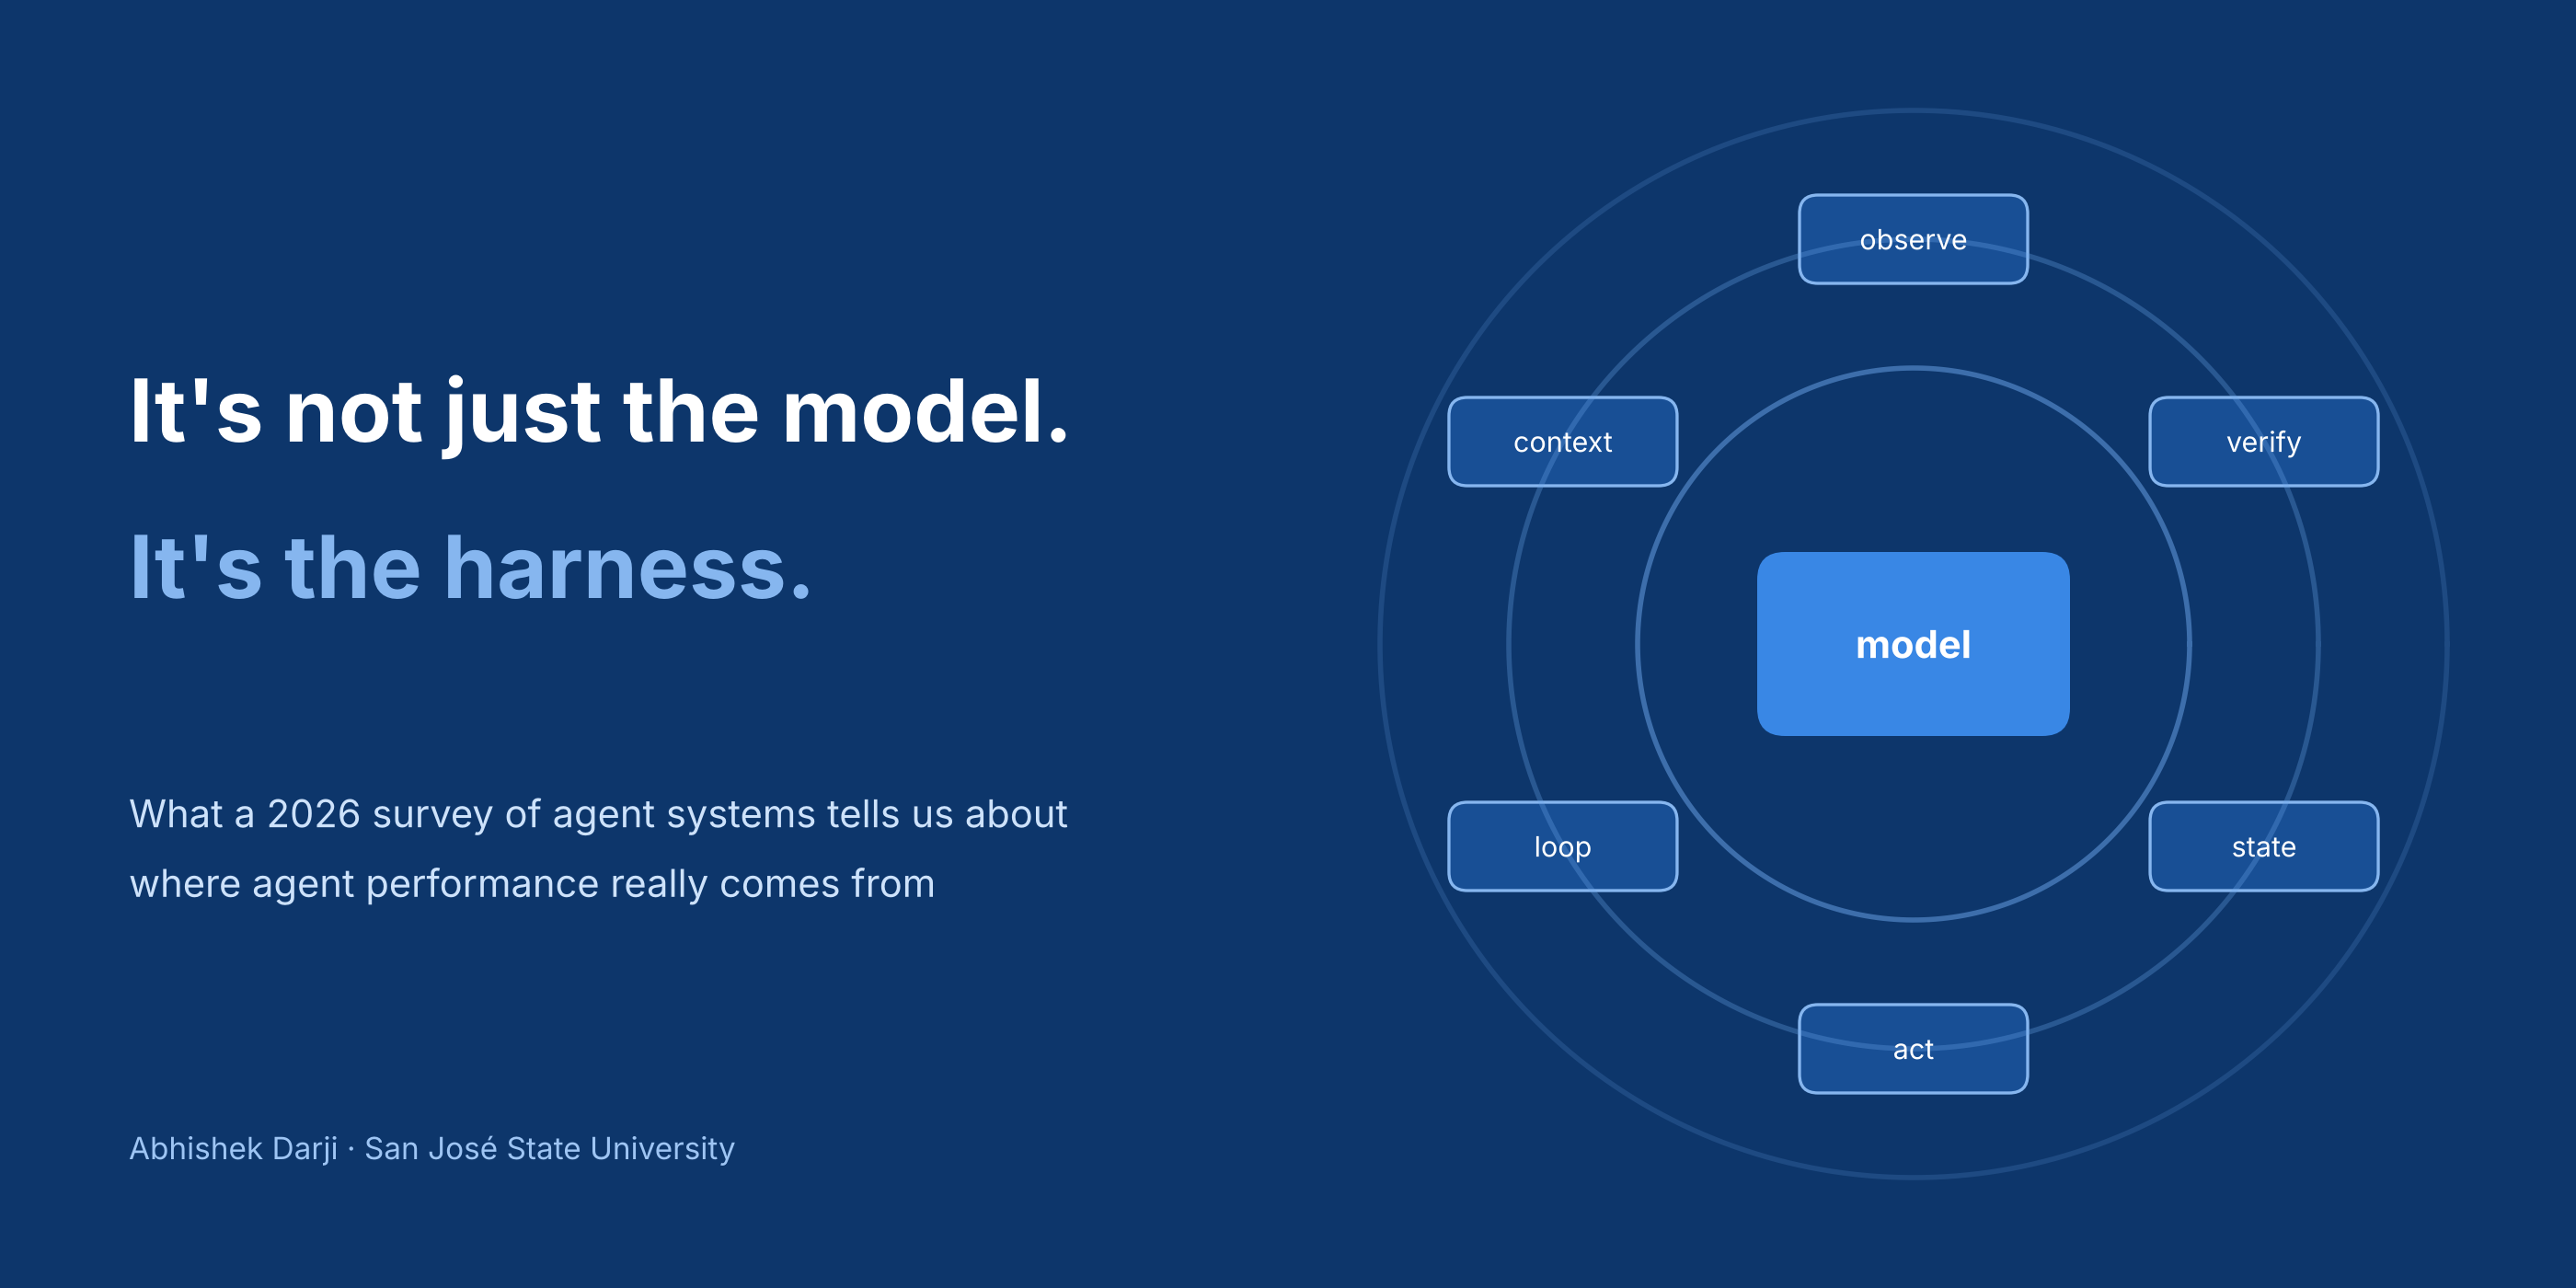 It's not just the model.
It's the harness.
What a 2026 survey of agent systems tells us about
where agent performance really comes from
Abhishek Darji · San José State University
observe
context
verify
model
loop
state
act